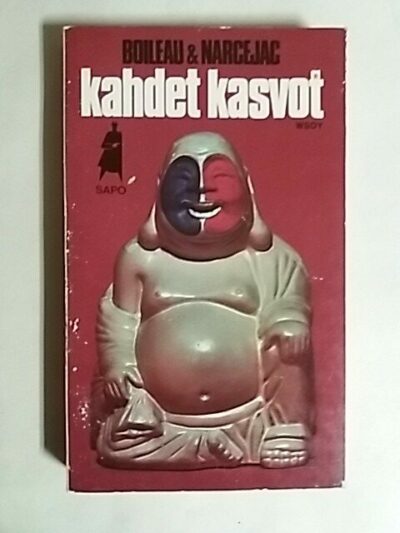 BOILEAU & NARCEJAC
kahdet kasvot
WSOY
SAPO